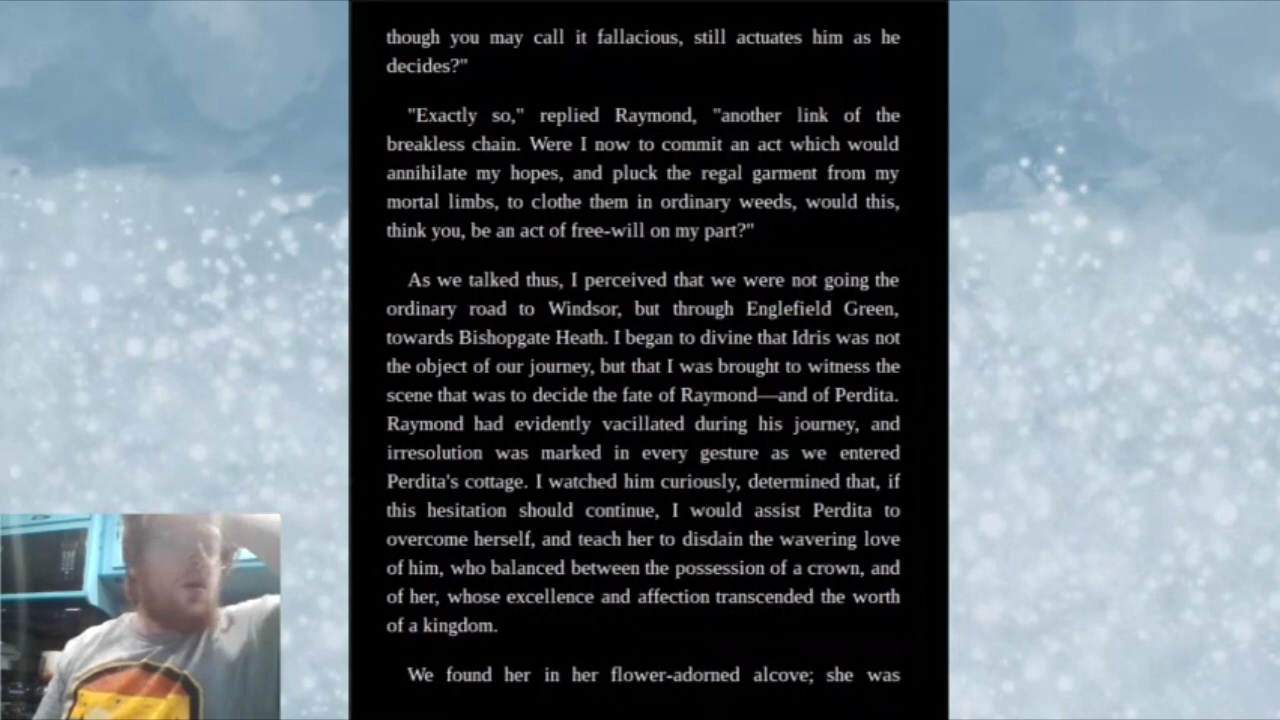 though you may call it fallacious, still actuates him as he
decides?"
"Exactly so," replied Raymond, "another link of the
breakless chain. Were I now to commit an act which would
annihilate my hopes, and pluck the regal garment from my
mortal limbs, to clothe them in ordinary weeds, would this,
think you, be an act of free-will on my part?"
As we talked thus, I perceived that we were not going the
ordinary road to Windsor, but through Englefield Green,
towards Bishopgate Heath. I began to divine that Idris was not
the object of our journey, but that I was brought to witness the
scene that was to decide the fate of Raymond—and of Perdita.
Raymond had evidently vacillated during his journey, and
irresolution was marked in every gesture as we entered
Perdita's cottage. I watched him curiously, determined that, if
this hesitation should continue, I would assist Perdita to
overcome herself, and teach her to disdain the wavering love
of him, who balanced between the possession of a crown, and
of her, whose excellence and affection transcended the worth
of a kingdom.
We found her in her flower-adorned alcove; she was